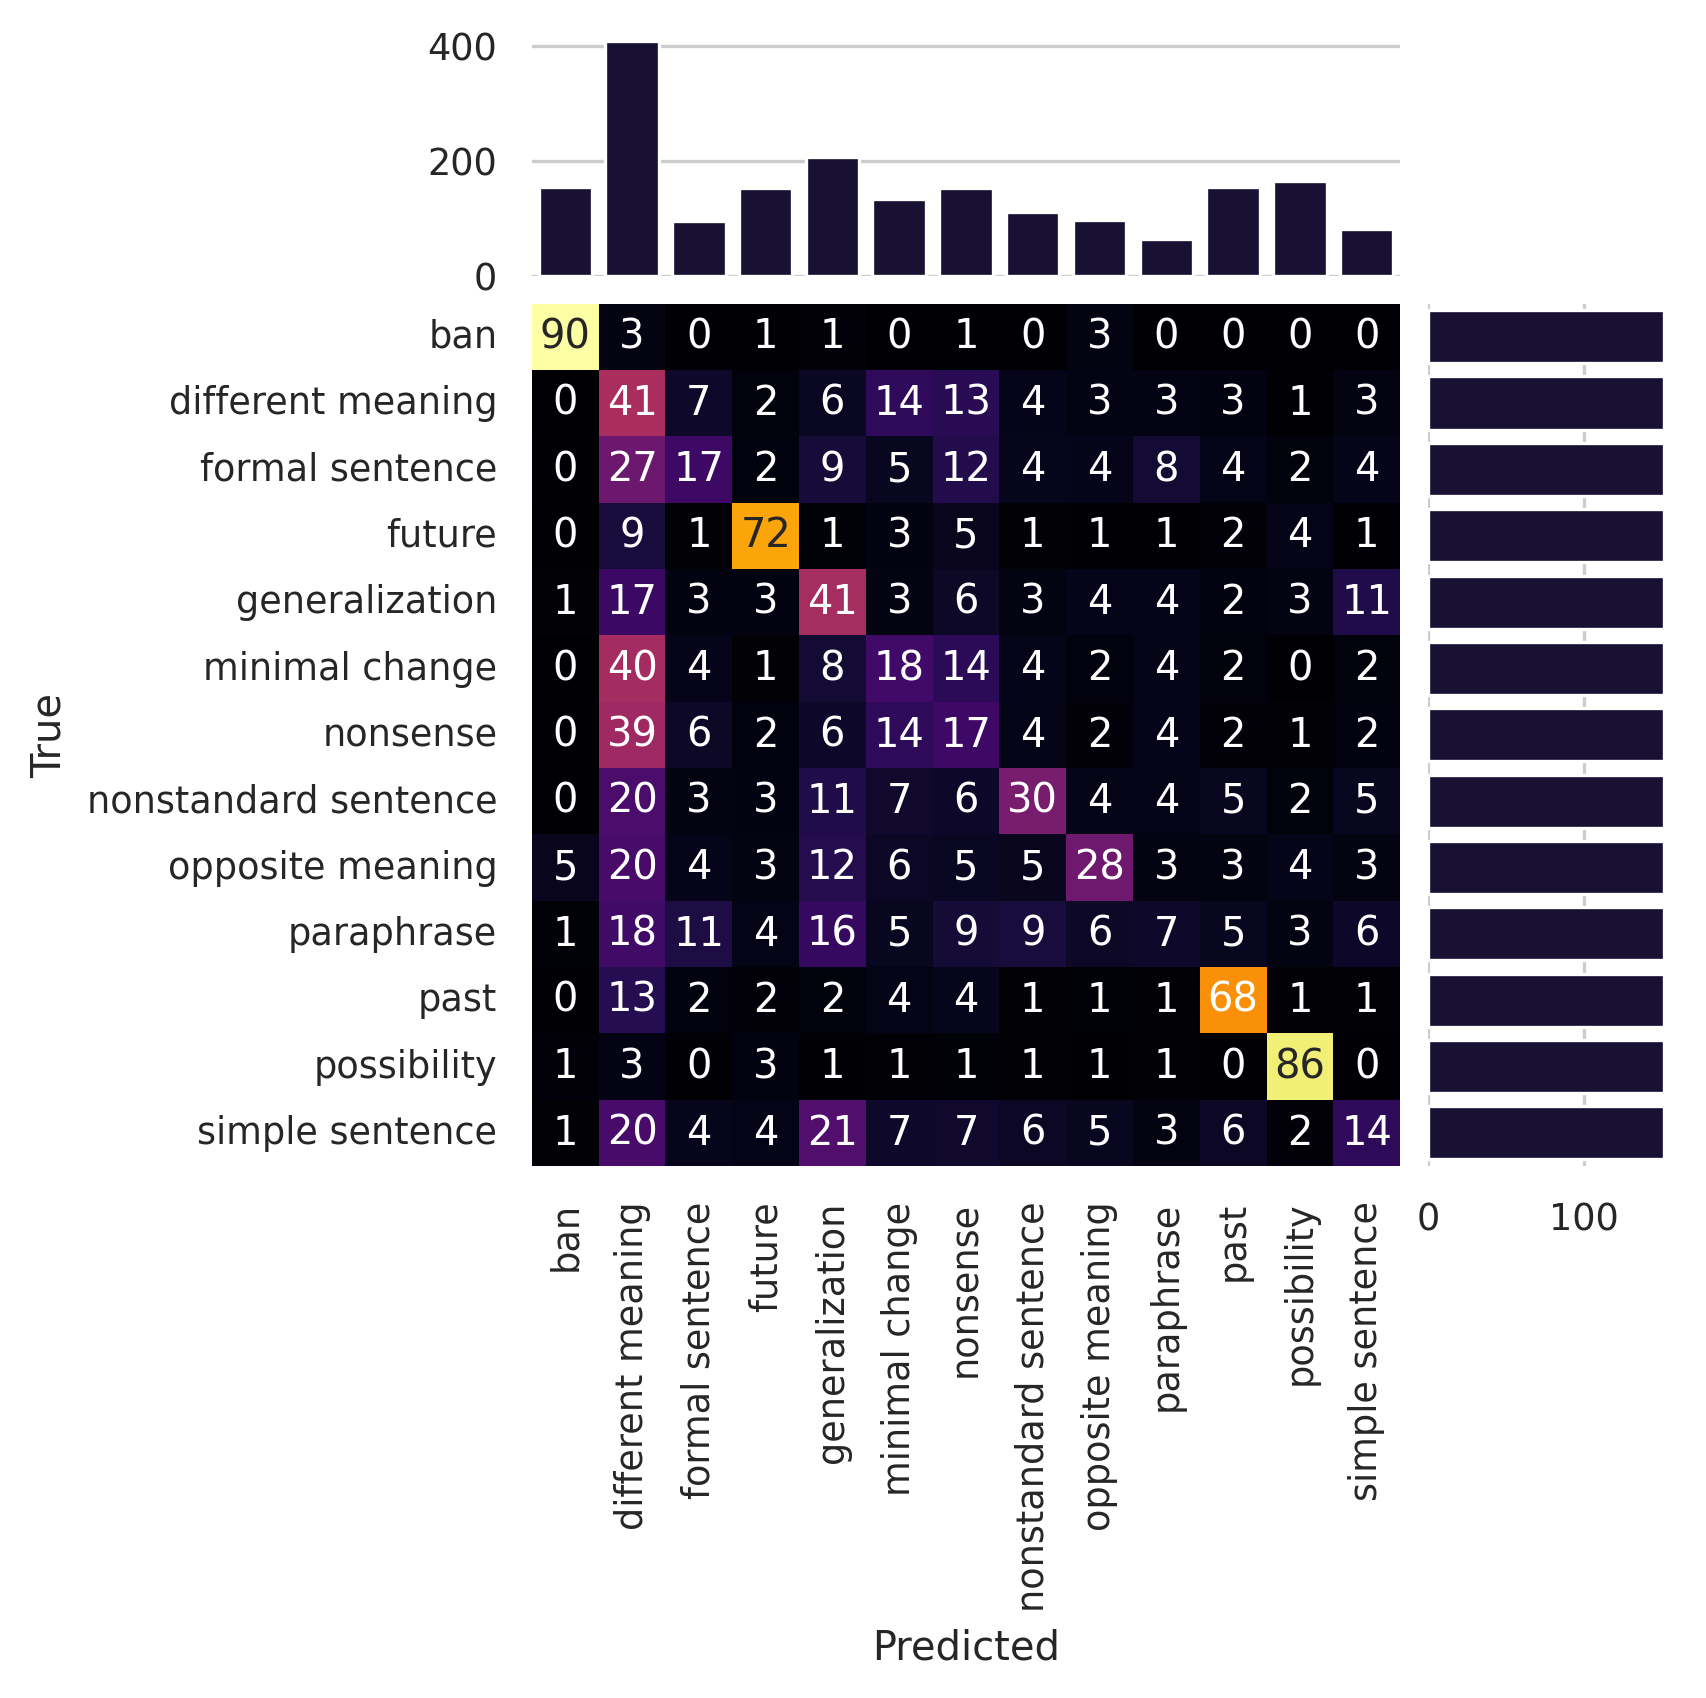 400
200
0
ban 90 3 0 1 1 0 1 0 3 0 0 0 0
different meaning 0 41 7 2 6 14 13 4 3 3 3 1 3
formal sentence 0 27 17 2 9 5 12 4 4 8 4 2 4
future 0 9 1 72 1 3 5 1 1 1 2 4 1
generalization 1 17 3 3 41 3 6 3 4 4 2 3 11
minimal change 0 40 4 1 8 18 14 4 2 4 2 0 2
nonsense 0 39 6 2 6 14 17 4 2 4 2 1 2
nonstandard sentence 0 20 3 3 11 7 6 30 4 4 5 2 5
opposite meaning 5 20 4 3 12 6 5 5 28 3 3 4 3
paraphrase 1 18 11 4 16 5 9 9 6 7 5 3 6
past 0 13 2 2 2 4 4 1 1 1 68 1 1
possibility 1 3 0 3 1 1 1 1 1 1 0 86 0
simple sentence 1 20 4 4 21 7 7 6 5 3 6 2 14
True
0 100
ban
different meaning
formal sentence
future
generalization
minimal change
nonsense
nonstandard sentence
opposite meaning
paraphrase
past
possibility
simple sentence
Predicted